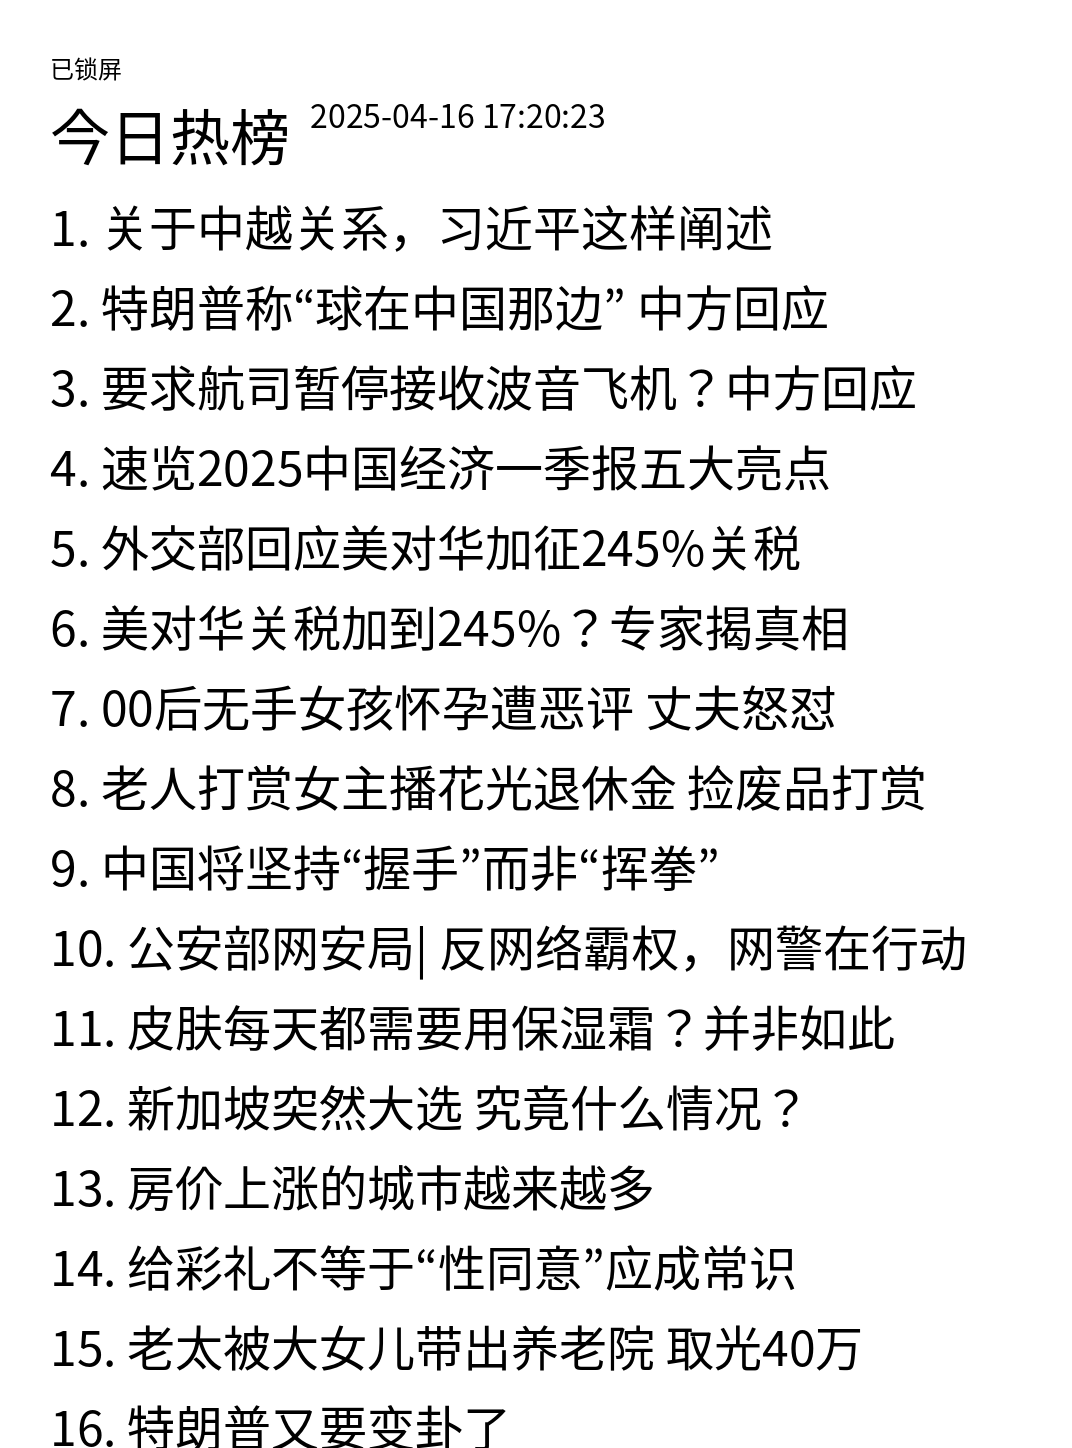 已锁屏
今日热榜 2025-04-16 17:20:23
1. 关于中越关系，习近平这样阐述
2. 特朗普称“球在中国那边” 中方回应
3. 要求航司暂停接收波音飞机？中方回应
4. 速览2025中国经济一季报五大亮点
5. 外交部回应美对华加征245%关税
6. 美对华关税加到245%？专家揭真相
7. 00后无手女孩怀孕遭恶评 丈夫怒怼
8. 老人打赏女主播花光退休金 捡废品打赏
9. 中国将坚持“握手”而非“挥拳”
10. 公安部网安局| 反网络霸权，网警在行动
11. 皮肤每天都需要用保湿霜？并非如此
12. 新加坡突然大选 究竟什么情况？
13. 房价上涨的城市越来越多
14. 给彩礼不等于“性同意”应成常识
15. 老太被大女儿带出养老院 取光40万
16. 特朗普又要变卦了